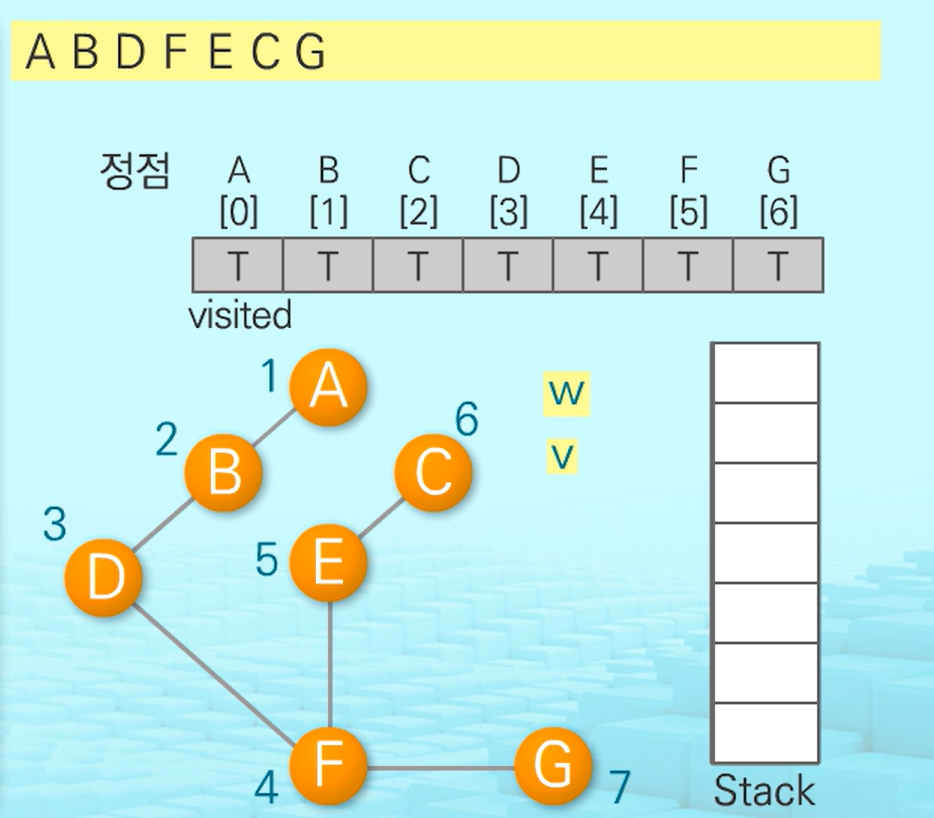 A B D F E C G
정점 A B C D E F G
[0] [1] [2] [3] [4] [5] [6]
T T T T T T T
visited
1 A
w
6
2 B
C
v
3
D
5 E
F
G
4
7
Stack